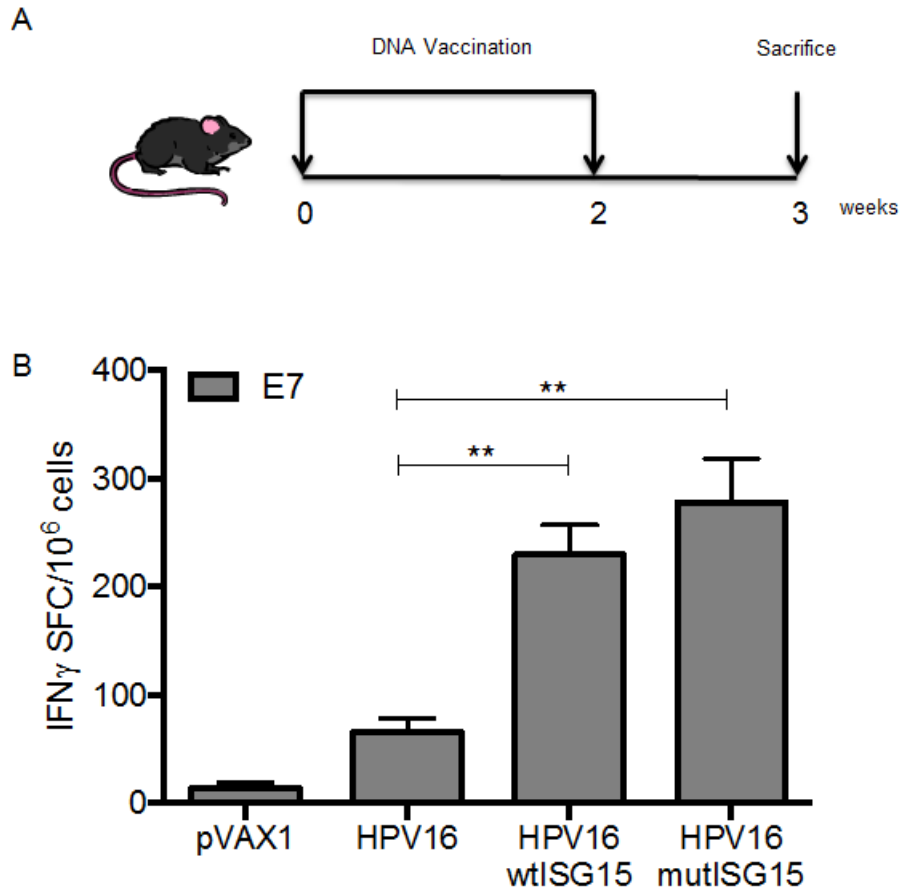 A
DNA Vaccination
Sacrifice
0
2
3
weeks
B
E7
IFNγ SFC/10⁶ cells
400
300
200
100
0
**
**
pVAX1
HPV16
HPV16
wtISG15
HPV16
mutISG15